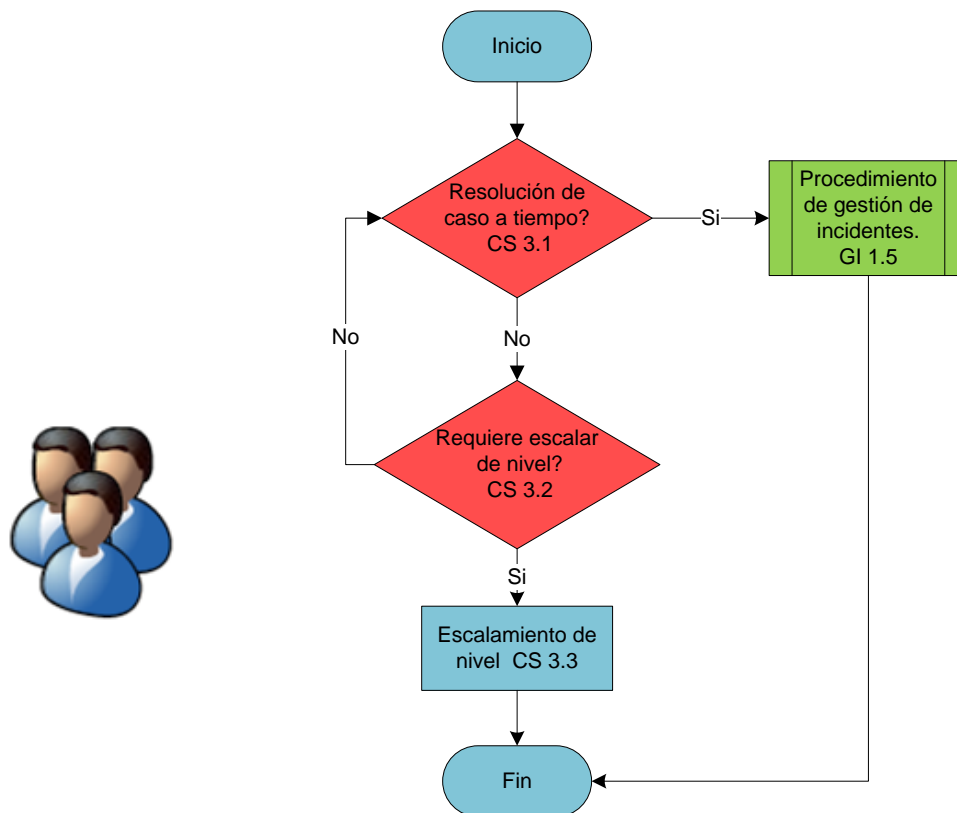 Inicio
Resolución de
caso a tiempo?
CS 3.1
Si
Procedimiento
de gestión de
incidentes.
GI 1.5
No
No
Requiere escalar
de nivel?
CS 3.2
Si
Escalamiento de
nivel CS 3.3
Fin